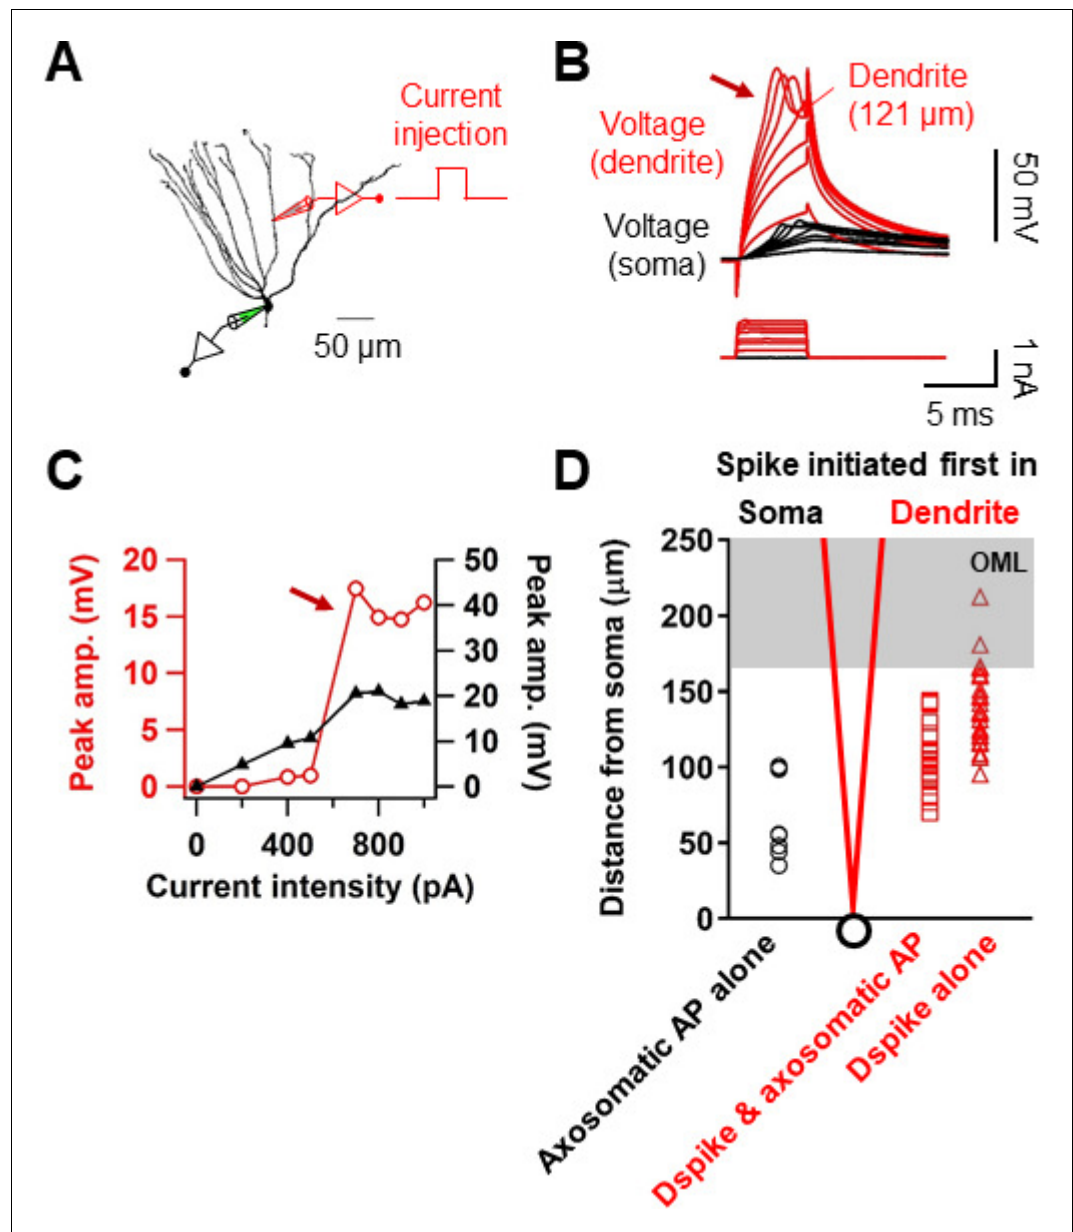 A
Current
injection
50 µm
B
Dendrite
(121 µm)
Voltage
(dendrite)
Voltage
(soma)
50 mV
1 nA
5 ms
C
Peak amp. (mV)
20
15
10
5
0
Peak amp. (mV)
50
40
30
20
10
0
0 400 800
Current intensity (pA)
D
Spike initiated first in
Soma Dendrite
Distance from soma (µm)
250
200
150
100
50
0
OML
Axosomatic AP alone
Dspike & axosomatic AP
Dspike alone